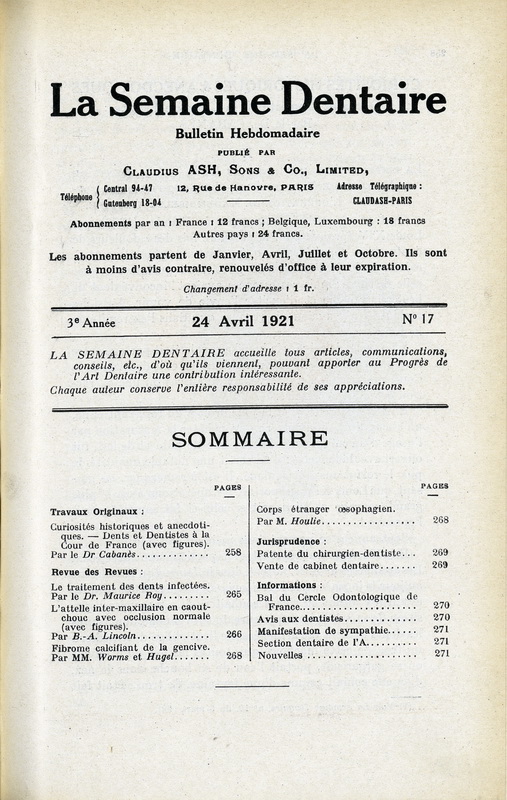 La Semaine Dentaire
Bulletin Hebdomadaire
PUBLIÉ PAR
CLAUDIUS ASH, SONS & CO., LIMITED,
Téléphone { Central 94-47
Gutenberg 18-04
12, Rue de Hanovre, PARIS
Adresse Télégraphique :
CLAUDASH-PARIS
Abonnements par an : France : 12 francs ; Belgique, Luxembourg : 18 francs
Autres pays : 24 francs.
Les abonnements partent de Janvier, Avril, Juillet et Octobre. Ils sont
à moins d'avis contraire, renouvelés d'office à leur expiration.
Changement d'adresse : 1 fr.
3e Année 24 Avril 1921 No 17
LA SEMAINE DENTAIRE accueille tous articles, communications,
conseils, etc., d'où qu'ils viennent, pouvant apporter au Progrès de
l'Art Dentaire une contribution intéressante.
Chaque auteur conserve l'entière responsabilité de ses appréciations.
SOMMAIRE
PAGES
Travaux Originaux :
Curiosités historiques et anecdoti-
ques. — Dents et Dentistes à la
Cour de France (avec figures).
Par le Dr Cabanès.............. 258
Revue des Revues :
Le traitement des dents infectées.
Par le Dr. Maurice Roy......... 265
L'attelle inter-maxillaire en caout-
chouc avec occlusion normale
(avec figures).
Par B.-A. Lincoln.............. 266
Fibrome calcifiant de la gencive.
Par MM. Worms et Hugel....... 268
PAGES
Corps étranger œsophagien.
Par M. Houlie.................. 268
Jurisprudence :
Patente du chirurgien-dentiste... 269
Vente de cabinet dentaire....... 269
Informations :
Bal du Cercle Odontologique de
France...................... 270
Avis aux dentistes.............. 270
Manifestation de sympathie...... 271
Section dentaire de l'A.......... 271
Nouvelles ..................... 271